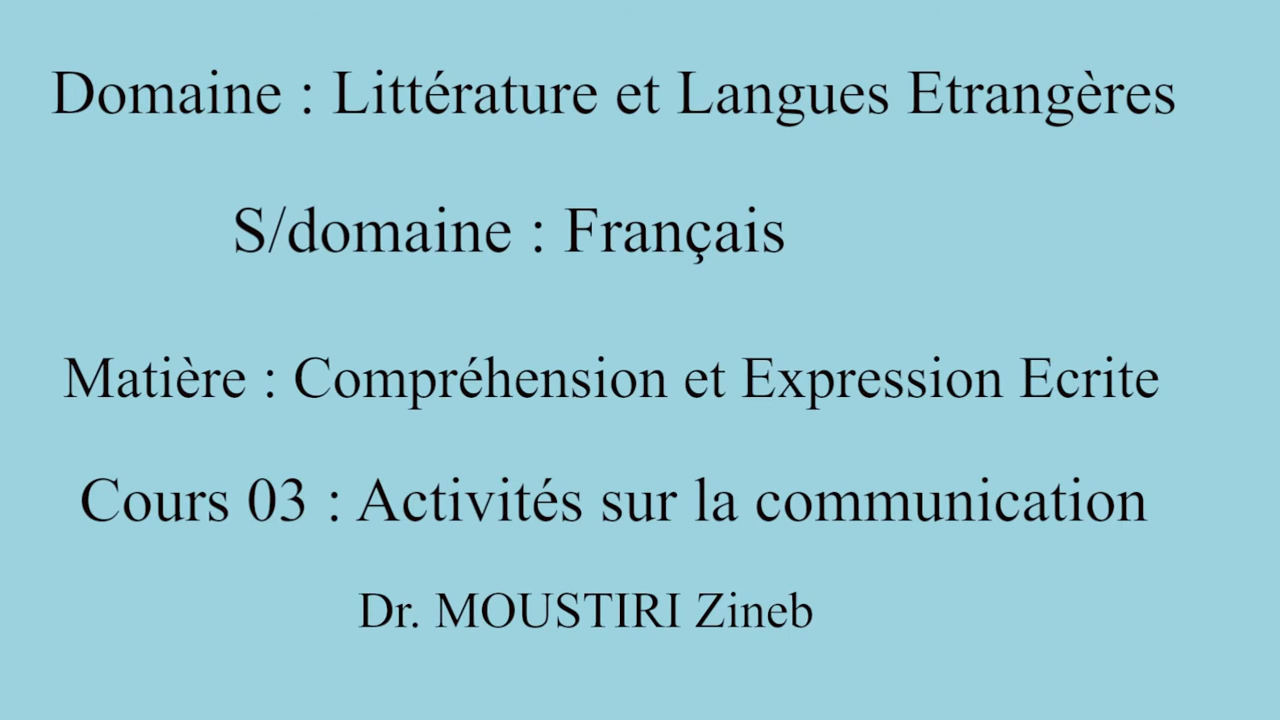 Domaine : Littérature et Langues Etrangères
S/domaine : Français
Matière : Compréhension et Expression Ecrite
Cours 03 : Activités sur la communication
Dr. MOUSTIRI Zineb